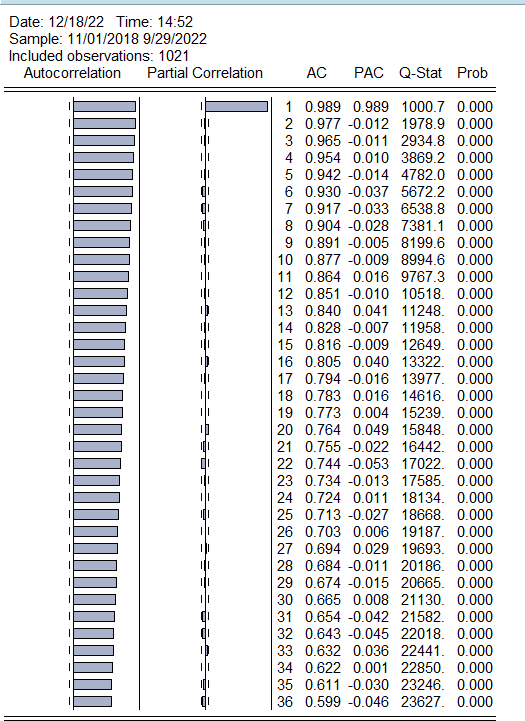 Date: 12/18/22 Time: 14:52
Sample: 11/01/2018 9/29/2022
Included observations: 1021
Autocorrelation Partial Correlation AC PAC Q-Stat Prob
1 0.989 0.989 1000.7 0.000
2 0.977 -0.012 1978.9 0.000
3 0.965 -0.011 2934.8 0.000
4 0.954 0.010 3869.2 0.000
5 0.942 -0.014 4782.0 0.000
6 0.930 -0.037 5672.2 0.000
7 0.917 -0.033 6538.8 0.000
8 0.904 -0.028 7381.1 0.000
9 0.891 -0.005 8199.6 0.000
10 0.877 -0.009 8994.6 0.000
11 0.864 0.016 9767.3 0.000
12 0.851 -0.010 10518. 0.000
13 0.840 0.041 11248. 0.000
14 0.828 -0.007 11958. 0.000
15 0.816 -0.009 12649. 0.000
16 0.805 0.040 13322. 0.000
17 0.794 -0.016 13977. 0.000
18 0.783 0.016 14616. 0.000
19 0.773 0.004 15239. 0.000
20 0.764 0.049 15848. 0.000
21 0.755 -0.022 16442. 0.000
22 0.744 -0.053 17022. 0.000
23 0.734 -0.013 17585. 0.000
24 0.724 0.011 18134. 0.000
25 0.713 -0.027 18668. 0.000
26 0.703 0.006 19187. 0.000
27 0.694 0.029 19693. 0.000
28 0.684 -0.011 20186. 0.000
29 0.674 -0.015 20665. 0.000
30 0.665 0.008 21130. 0.000
31 0.654 -0.042 21582. 0.000
32 0.643 -0.045 22018. 0.000
33 0.632 0.036 22441. 0.000
34 0.622 0.001 22850. 0.000
35 0.611 -0.030 23246. 0.000
36 0.599 -0.046 23627. 0.000